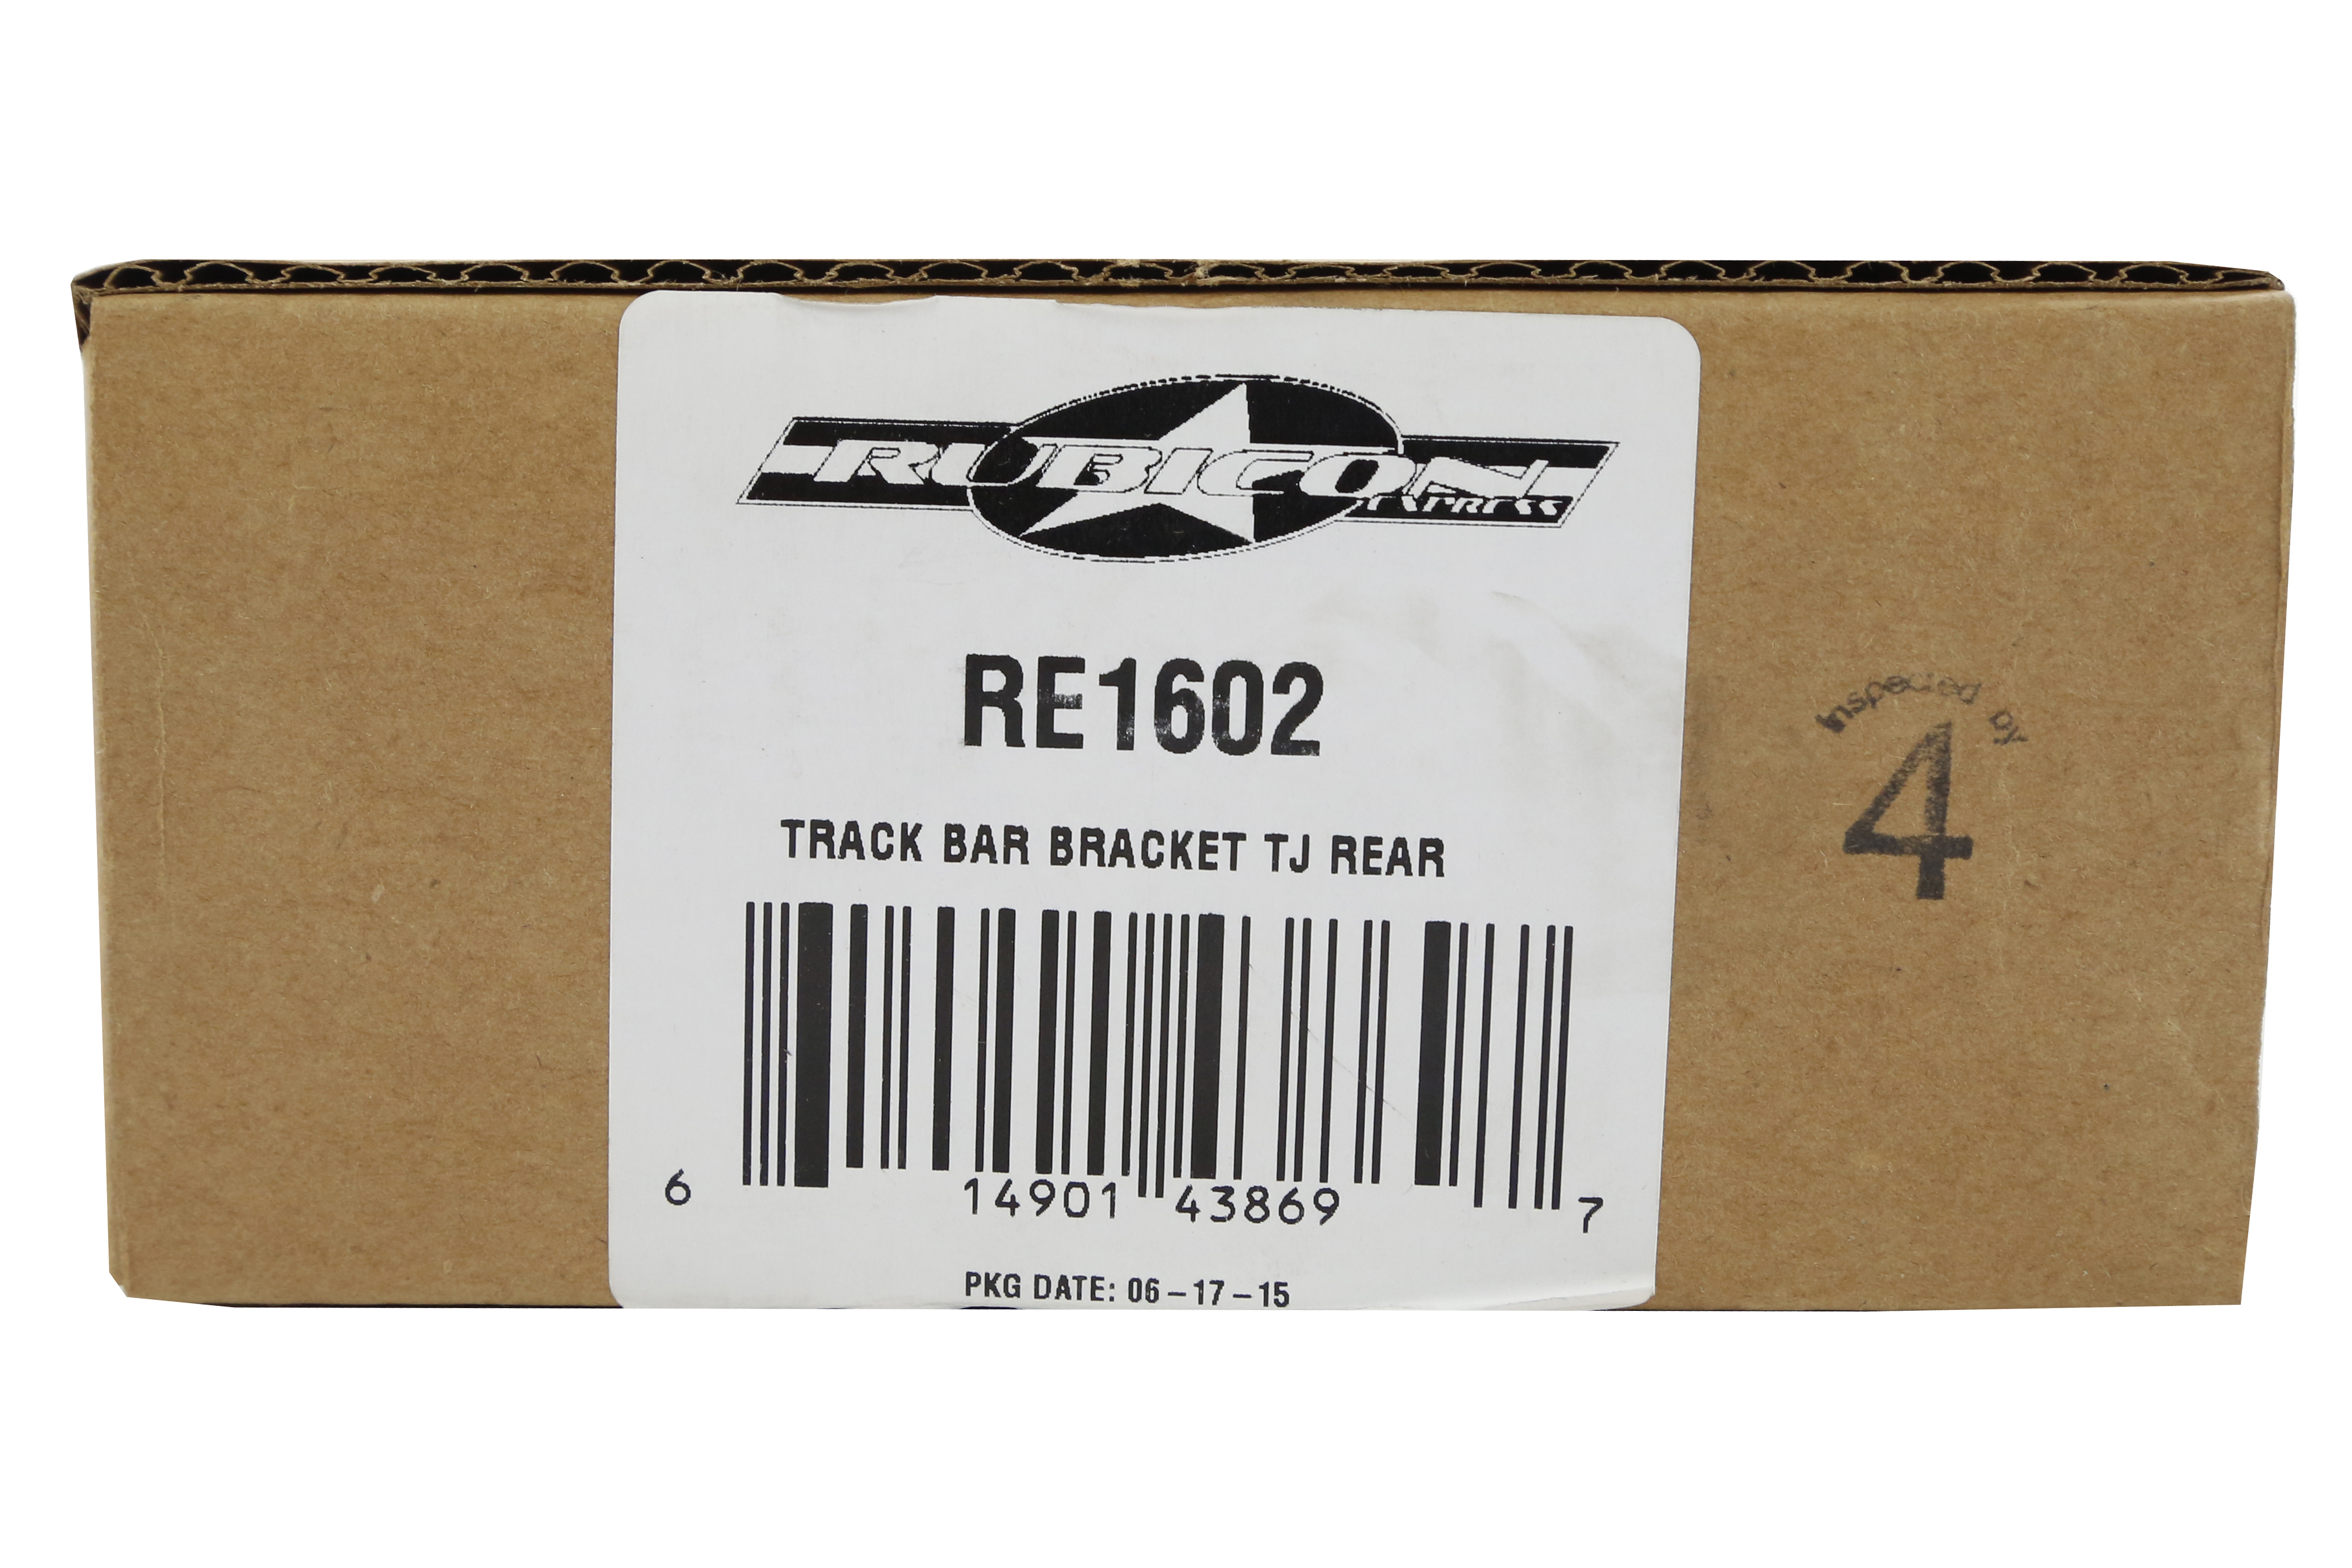 RUBICON
EXPRESS
RE1602
TRACK BAR BRACKET TJ REAR
6 14901 43869 7
PKG DATE: 06-17-15
Inspected by
4